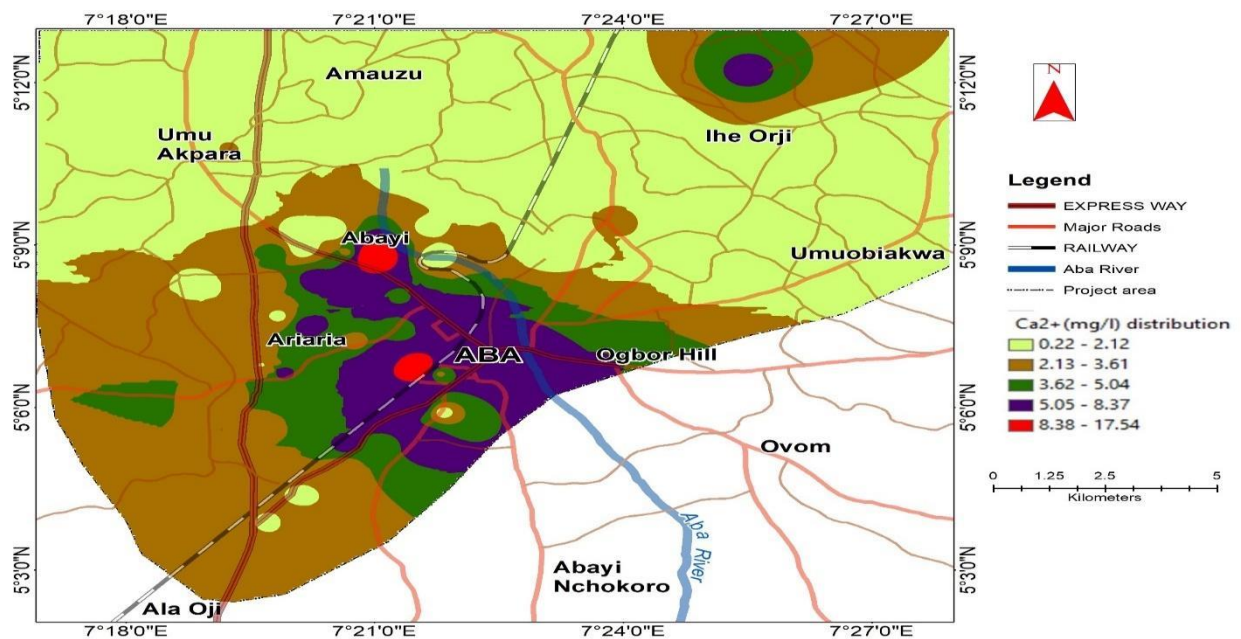 7°18'0"E 7°21'0"E 7°24'0"E 7°27'0"E
5°12'0"N
5°9'0"N
5°6'0"N
5°3'0"N
Amauzu
Umu
Akpara
Ihe Orji
Abayi
Umuobiakwa
Ariaria
ABA
Ogbor Hill
Ovom
Aba River
Abayi
Nchokoro
Ala Oji
5°12'0"N
5°9'0"N
5°6'0"N
5°3'0"N
7°18'0"E 7°21'0"E 7°24'0"E 7°27'0"E
N
Legend
EXPRESS WAY
Major Roads
RAILWAY
Aba River
Project area
Ca2+(mg/l) distribution
0.22 - 2.12
2.13 - 3.61
3.62 - 5.04
5.05 - 8.37
8.38 - 17.54
0 1.25 2.5 5
Kilometers